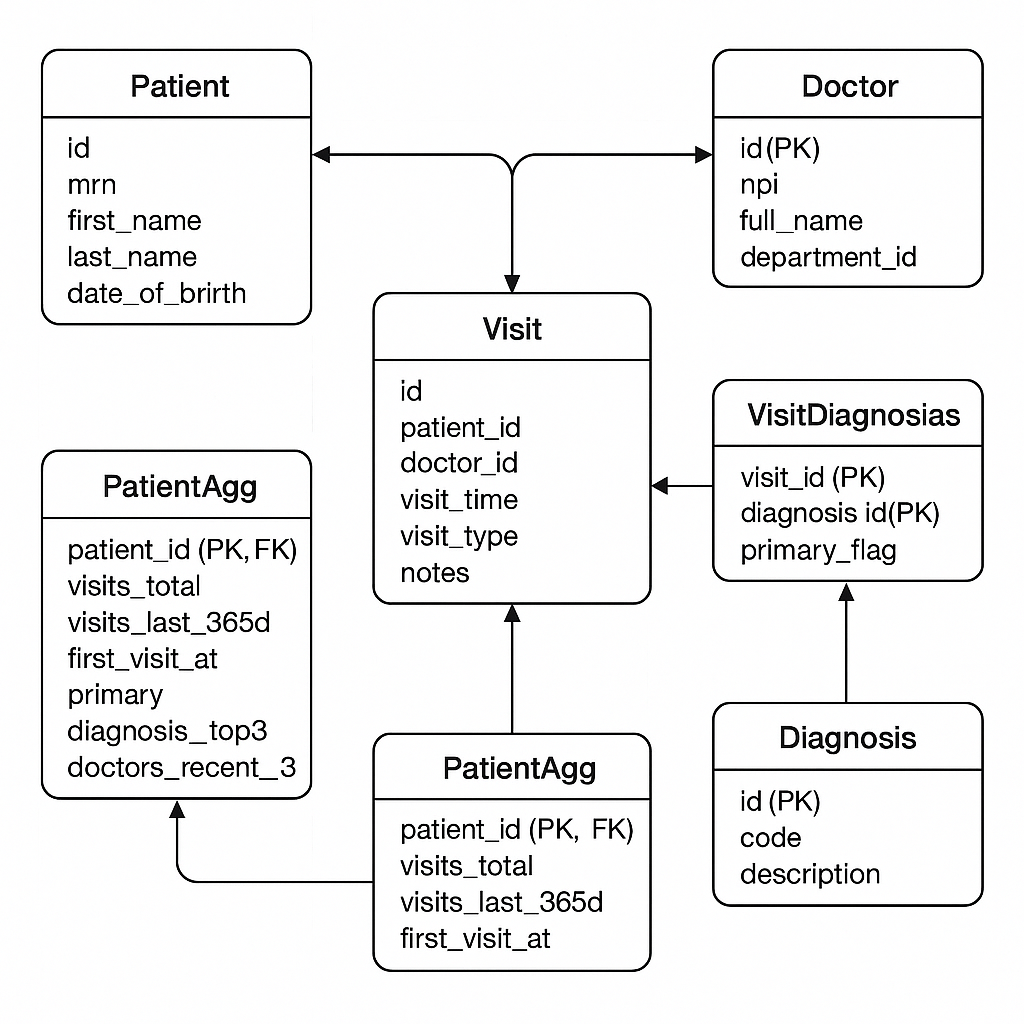 Patient
id
mrn
first_name
last_name
date_of_brirth
Doctor
id (PK)
npi
full_name
department_id
Visit
id
patient_id
doctor_id
visit_time
visit_type
notes
VisitDiagnosias
visit_id (PK)
diagnosis id(PK)
primary_flag
PatientAgg
patient_id (PK, FK)
visits_total
visits_last_365d
first_visit_at
primary
diagnosis_top3
doctors_recent_3
PatientAgg
patient_id (PK, FK)
visits_total
visits_last_365d
first_visit_at
Diagnosis
id (PK)
code
description